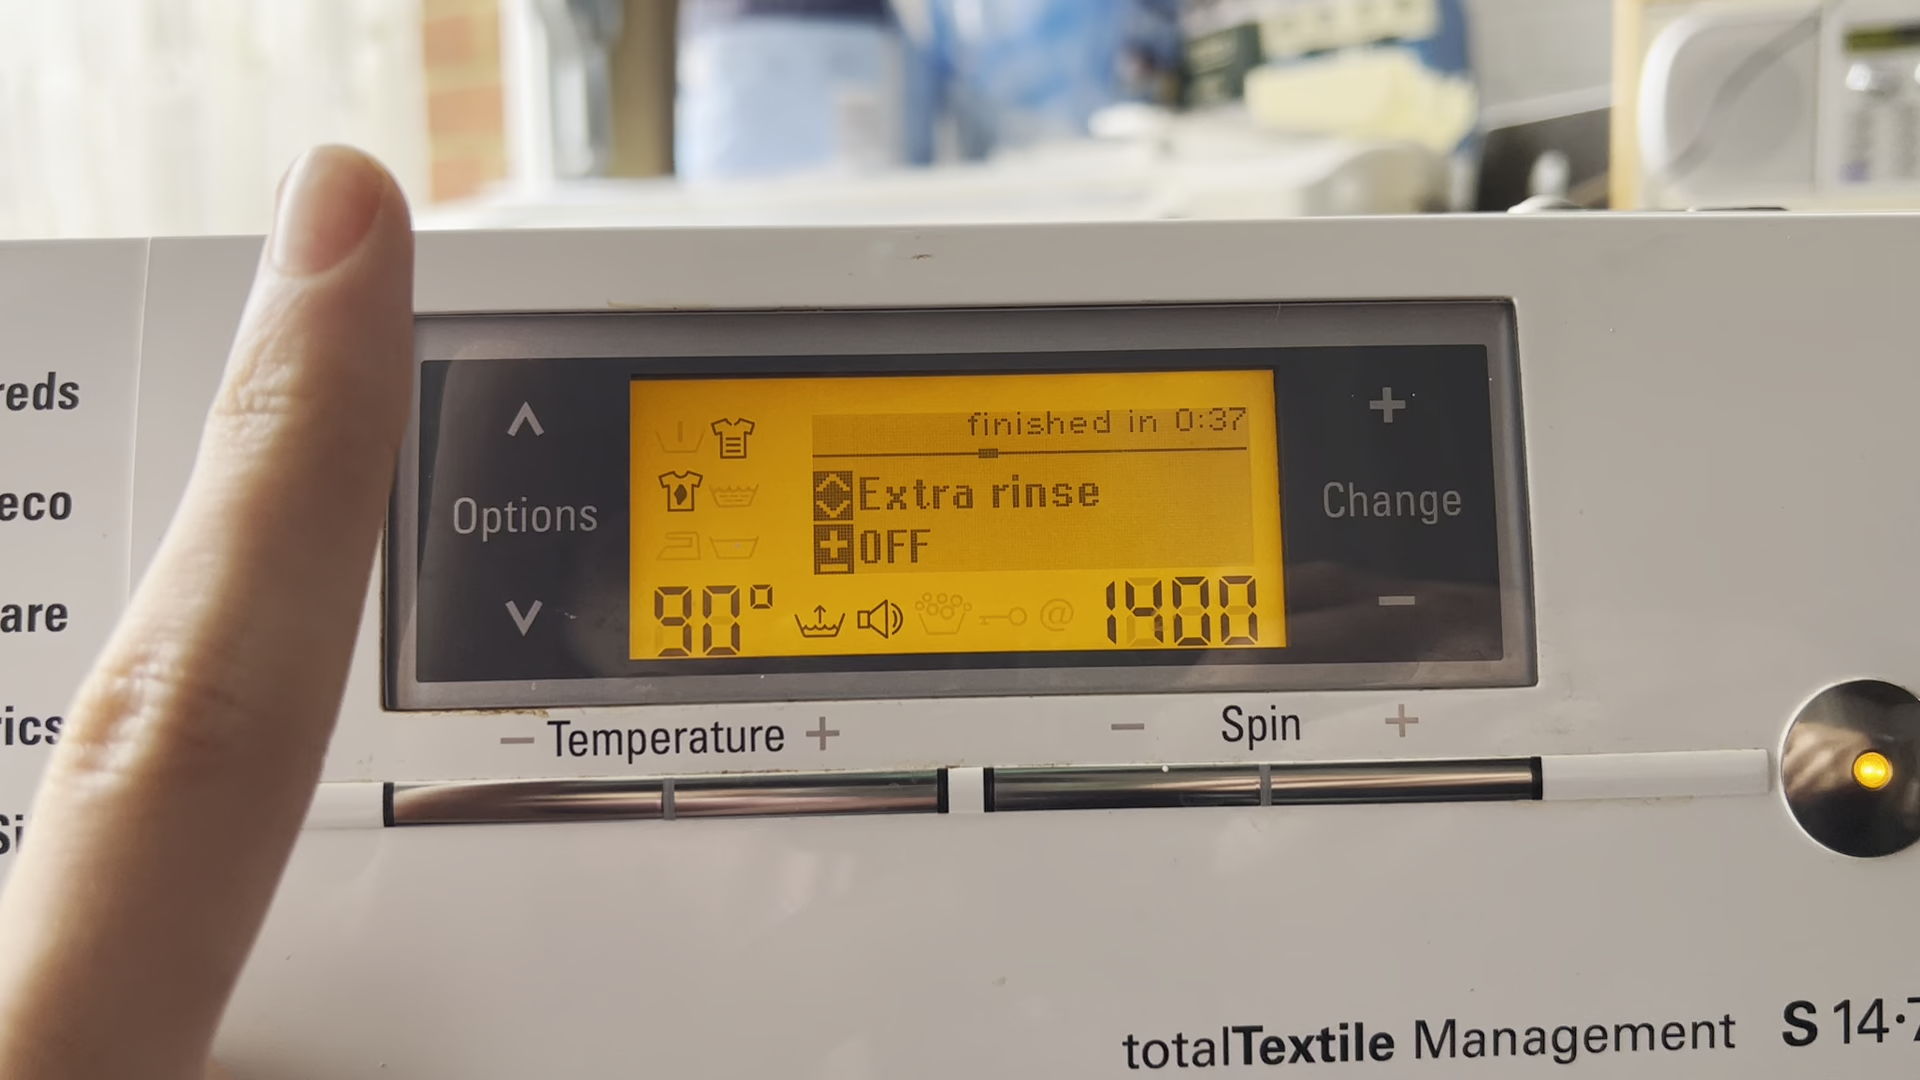 reds
eco
are
rics
Si
Options
finished in 0:37
Extra rinse
OFF
90°
@
1400
+
Change
−
− Temperature +
− Spin +
totalTextile Management S 14·7